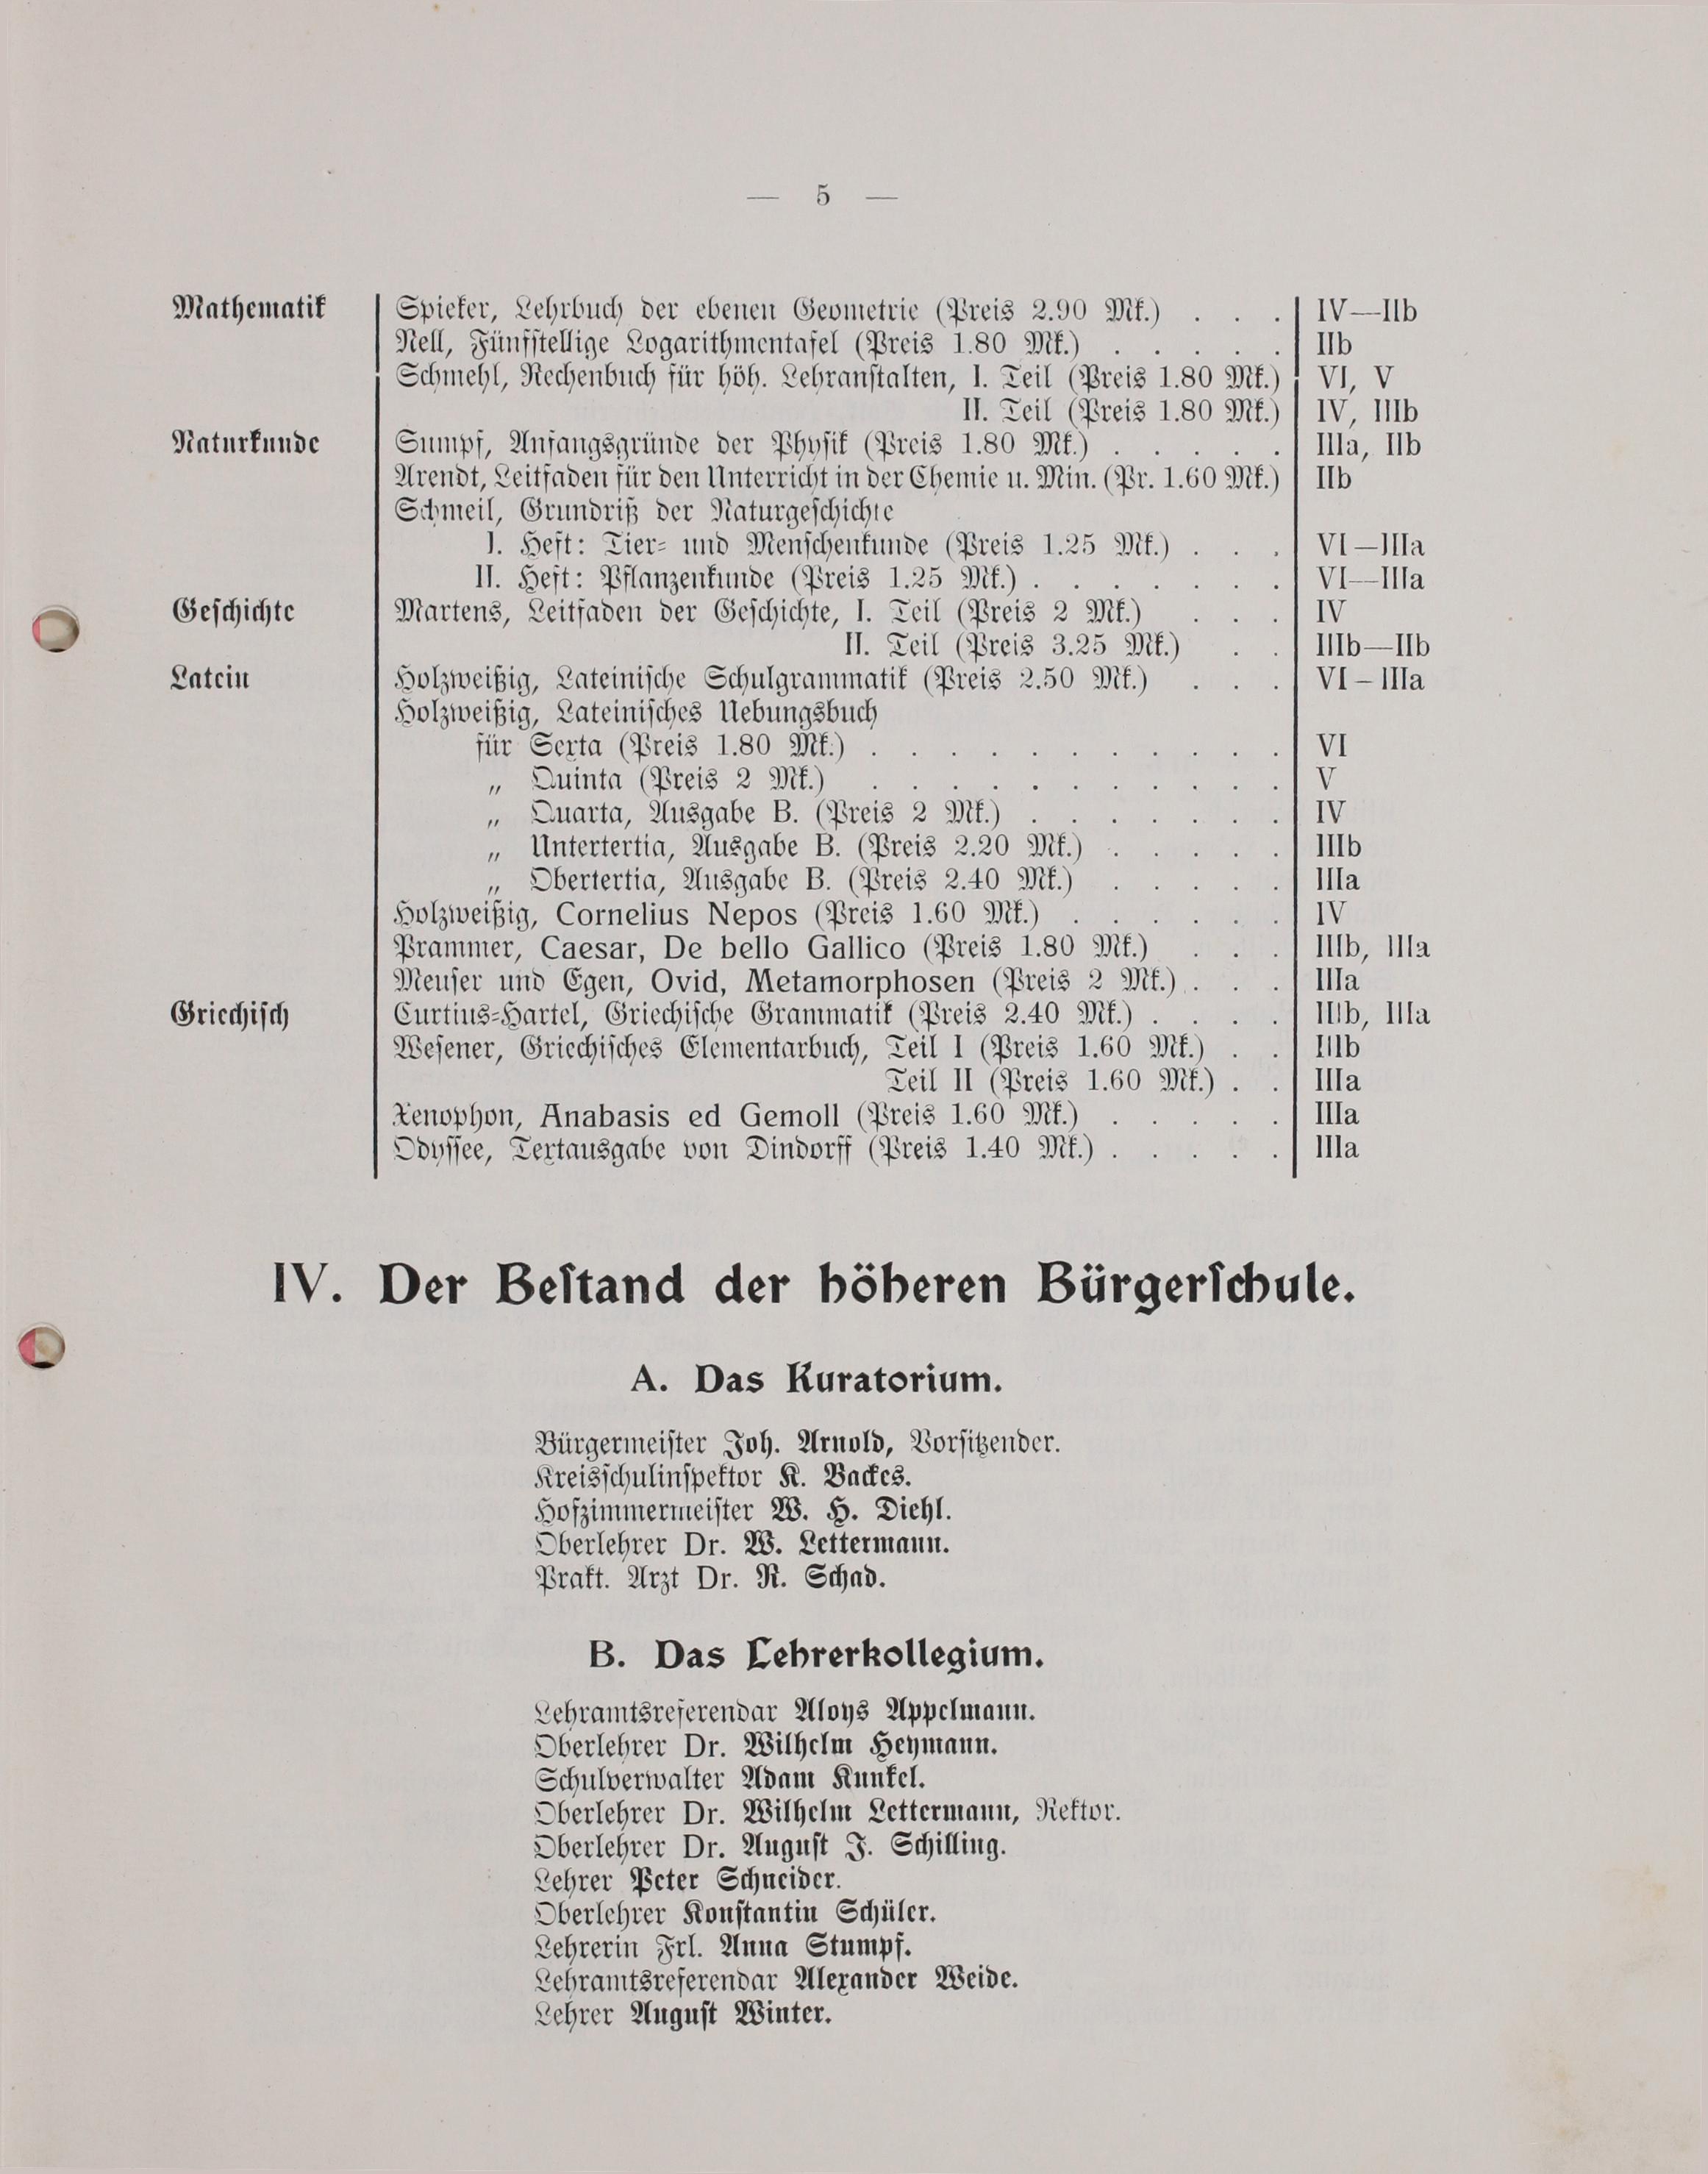 — 5 —
Mathematik Spieker, Lehrbuch der ebenen Geometrie (Preis 2.90 Mk.) . . . IV—IIb
Nell, Fünfstellige Logarithmentafel (Preis 1.80 Mk.) . . . . . IIb
Schmehl, Rechenbuch für höh. Lehranstalten, I. Teil (Preis 1.80 Mk.) VI, V
II. Teil (Preis 1.80 Mk.) IV, IIIb
Naturkunde Sumpf, Anfangsgründe der Physik (Preis 1.80 Mk.) . . . . . IIIa, IIb
Arendt, Leitfaden für den Unterricht in der Chemie u. Min. (Pr. 1.60 Mk.) IIb
Schmeil, Grundriß der Naturgeschichte
I. Heft: Tier- und Menschenkunde (Preis 1.25 Mk.) . . . VI—IIIa
II. Heft: Pflanzenkunde (Preis 1.25 Mk.) . . . . . . . VI—IIIa
Geschichte Martens, Leitfaden der Geschichte, I. Teil (Preis 2 Mk.) . . . IV
II. Teil (Preis 3.25 Mk.) . . IIIb—IIb
Latein Holzweißig, Lateinische Schulgrammatik (Preis 2.50 Mk.) . . . VI–IIIa
Holzweißig, Lateinisches Uebungsbuch
für Sexta (Preis 1.80 Mk.) . . . . . . . . . . . VI
„ Quinta (Preis 2 Mk.) . . . . . . . . . . . V
„ Quarta, Ausgabe B. (Preis 2 Mk.) . . . . . . . IV
„ Untertertia, Ausgabe B. (Preis 2.20 Mk.) . . . . . IIIb
„ Obertertia, Ausgabe B. (Preis 2.40 Mk.) . . . . . IIIa
Holzweißig, Cornelius Nepos (Preis 1.60 Mk.) . . . . . . IV
Prammer, Caesar, De bello Gallico (Preis 1.80 Mk.) . . . IIIb, IIIa
Meuser und Egen, Ovid, Metamorphosen (Preis 2 Mk.) . . . IIIa
Griechisch Curtius-Hartel, Griechische Grammatik (Preis 2.40 Mk.) . . . . IIIb, IIIa
Wesener, Griechisches Elementarbuch, Teil I (Preis 1.60 Mk.) . . IIIb
Teil II (Preis 1.60 Mk.) . . IIIa
Xenophon, Anabasis ed Gemoll (Preis 1.60 Mk.) . . . . . IIIa
Odyssee, Textausgabe von Dindorff (Preis 1.40 Mk.) . . . . . IIIa
IV. Der Bestand der höheren Bürgerschule.
A. Das Kuratorium.
Bürgermeister Joh. Arnold, Vorsitzender.
Kreisschulinspektor K. Backes.
Hofzimmermeister W. H. Diehl.
Oberlehrer Dr. W. Lettermann.
Prakt. Arzt Dr. R. Schad.
B. Das Lehrerkollegium.
Lehramtsreferendar Aloys Appelmann.
Oberlehrer Dr. Wilhelm Heymann.
Schulverwalter Adam Kunkel.
Oberlehrer Dr. Wilhelm Lettermann, Rektor.
Oberlehrer Dr. August J. Schilling.
Lehrer Peter Schneider.
Oberlehrer Konstantin Schüler.
Lehrerin Frl. Anna Stumpf.
Lehramtsreferendar Alexander Weide.
Lehrer August Winter.